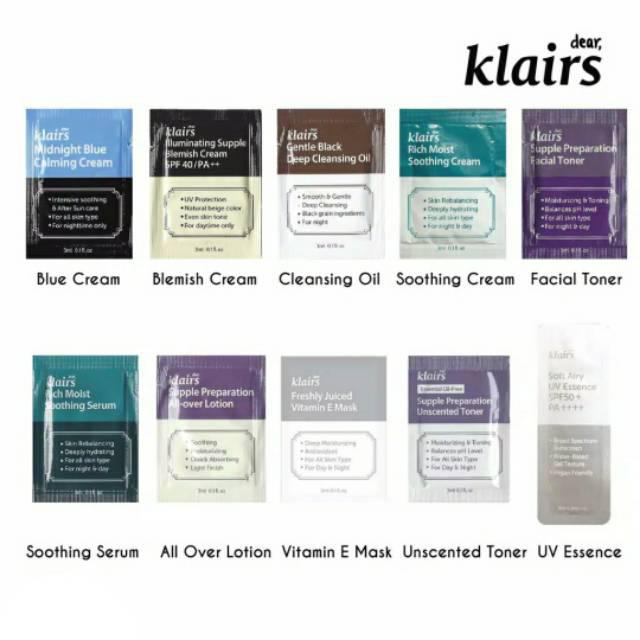 dear,
klairs
klairs
Midnight Blue
Calming Cream
• Intensive soothing
& After Sun care
• For all skin type
• For nighttime only
3ml 0.1fl.oz
klairs
Illuminating Supple
Blemish Cream
SPF 40/PA++
• UV Protection
• Natural beige color
• Even skin tone
• For daytime only
3ml 0.1fl.oz
klairs
Gentle Black
Deep Cleansing Oil
• Smooth & Gentle
• Deep Cleansing
• Black grain ingredients
• For night
3ml 0.1fl.oz
klairs
Rich Moist
Soothing Cream
• Skin Rebalancing
• Deeply hydrating
• For all skin type
• For night & day
3ml 0.1fl.oz
klairs
Supple Preparation
Facial Toner
• Moisturizing & Toning
• Balances pH level
• For all skin type
• For night & day
3ml 0.1fl.oz
Blue Cream
Blemish Cream
Cleansing Oil
Soothing Cream
Facial Toner
klairs
Rich Moist
Soothing Serum
• Skin Rebalancing
• Deeply hydrating
• For all skin type
• For night & day
3ml 0.1fl.oz
klairs
Supple Preparation
All-over Lotion
• Soothing
• Moisturizing
• Quick Absorbing
• Light finish
3ml 0.1fl.oz
klairs
Freshly Juiced
Vitamin E Mask
• Deep Moisturizing
• Antioxidant
• For All Skin Type
• For Day & Night
3ml 0.1fl.oz
klairs
Essential Oil-Free
Supple Preparation
Unscented Toner
• Moisturizing & Toning
• Balances pH Level
• For All Skin Type
• For Day & Night
3ml 0.1fl.oz
klairs
Soft Airy
UV Essence
SPF50+
PA++++
• Broad Spectrum
Sunscreen
• Water-Based
Gel Texture
• Vegan Friendly
Soothing Serum
All Over Lotion
Vitamin E Mask
Unscented Toner
UV Essence